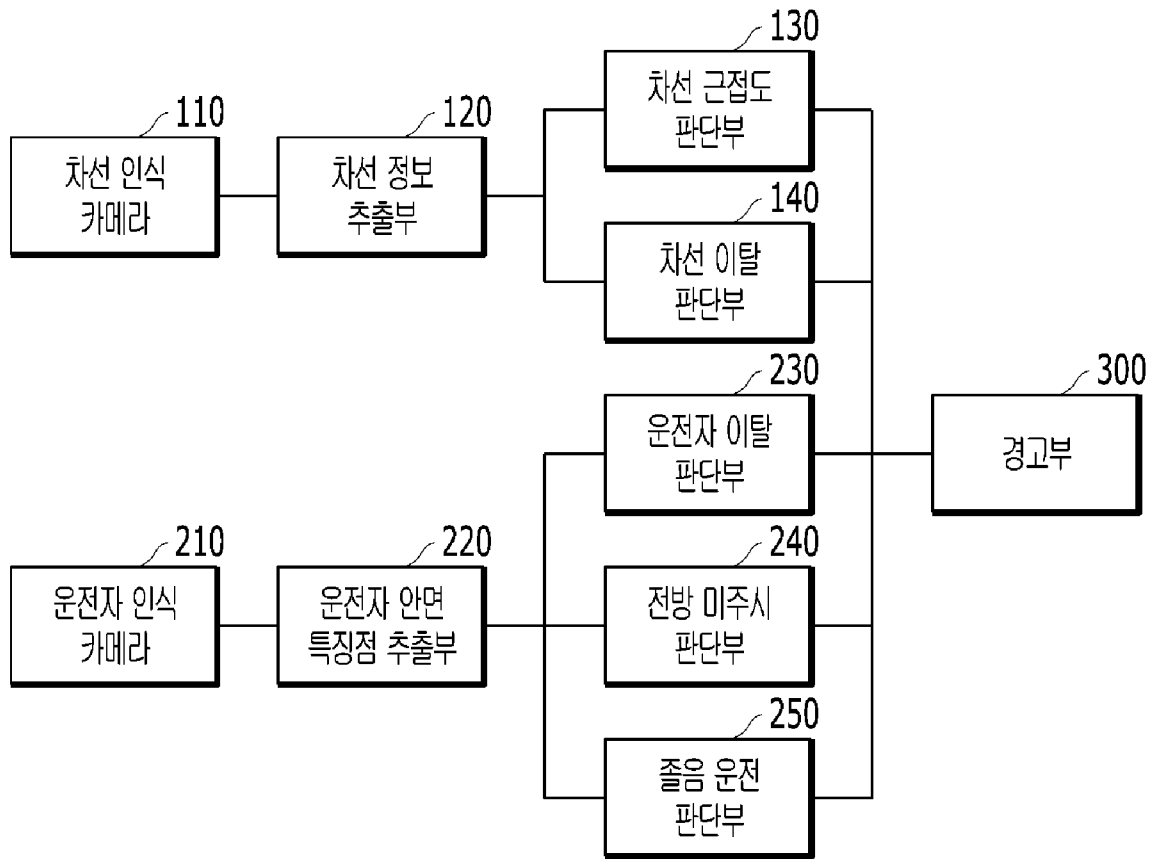 130
차선 근접도
판단부
110
차선 인식
카메라
120
차선 정보
추출부
140
차선 이탈
판단부
230
운전자 이탈
판단부
300
경고부
210
운전자 인식
카메라
220
운전자 안면
특징점 추출부
240
전방 미주시
판단부
250
졸음 운전
판단부